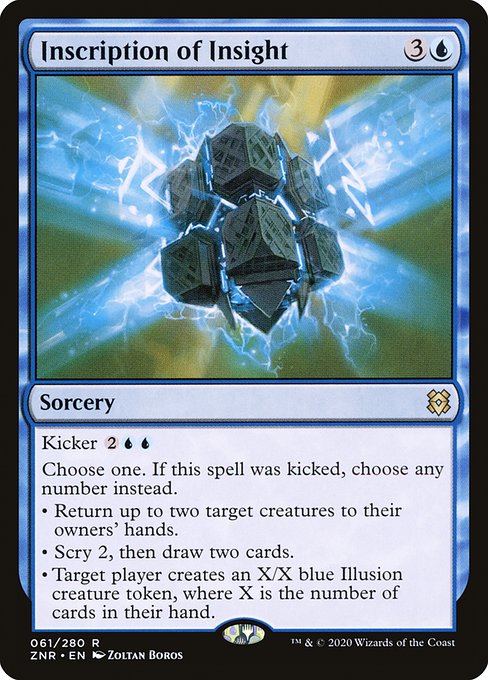 Inscription of Insight 3
Sorcery
Kicker 2
Choose one. If this spell was kicked, choose any
number instead.
• Return up to two target creatures to their
owners' hands.
• Scry 2, then draw two cards.
• Target player creates an X/X blue Illusion
creature token, where X is the number of
cards in their hand.
061/280 R
ZNR • EN Zoltan Boros
™ & © 2020 Wizards of the Coast